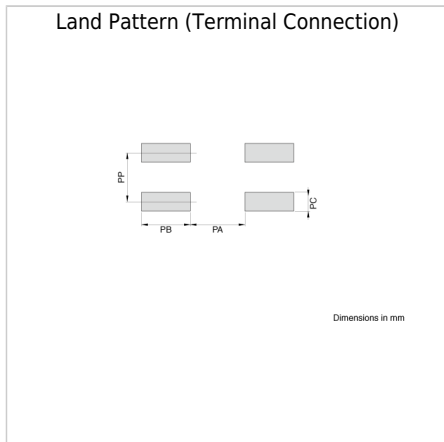 Land Pattern (Terminal Connection)
PP
PC
PB
PA
Dimensions in mm